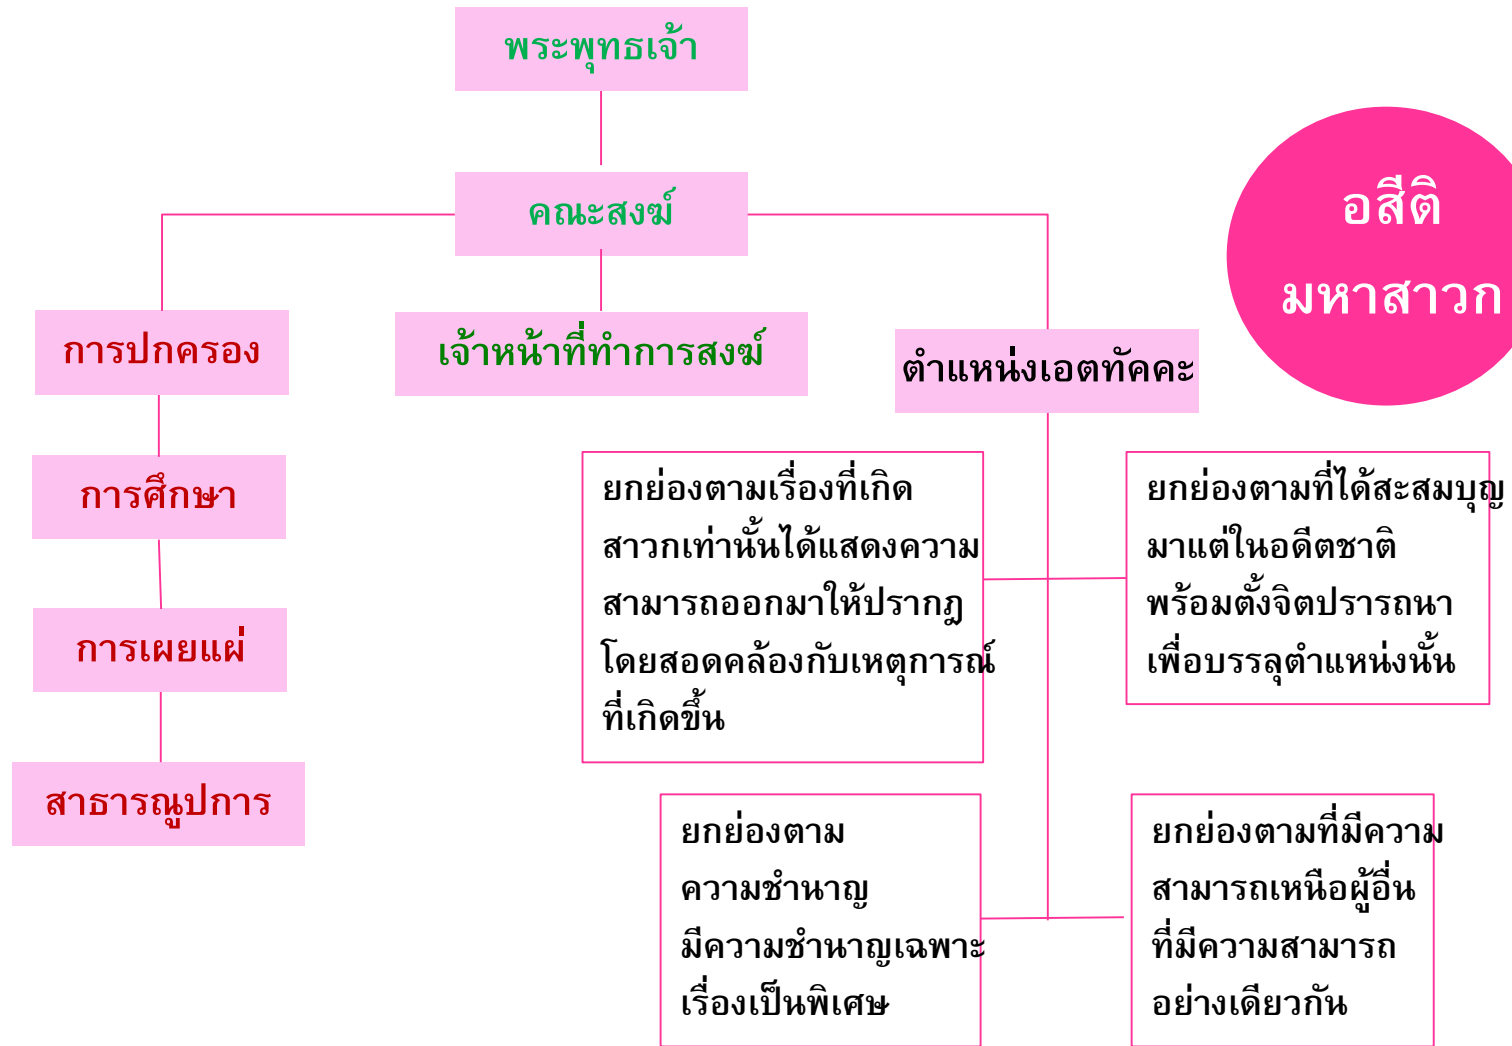 พระพุทธเจ้า
คณะสงฆ์
อสีติ
มหาสาวก
การปกครอง
เจ้าหน้าที่ทำการสงฆ์
ตำแหน่งเอตทัคคะ
การศึกษา
การเผยแผ่
สาธารณูปการ
ยกย่องตามเรื่องที่เกิด
สาวกเท่านั้นได้แสดงความ
สามารถออกมาให้ปรากฎ
โดยสอดคล้องกับเหตุการณ์
ที่เกิดขึ้น
ยกย่องตามที่ได้สะสมบุญ
มาแต่ในอดีตชาติ
พร้อมตั้งจิตปรารถนา
เพื่อบรรลุตำแหน่งนั้น
ยกย่องตาม
ความชำนาญ
มีความชำนาญเฉพาะ
เรื่องเป็นพิเศษ
ยกย่องตามที่มีความ
สามารถเหนือผู้อื่น
ที่มีความสามารถ
อย่างเดียวกัน